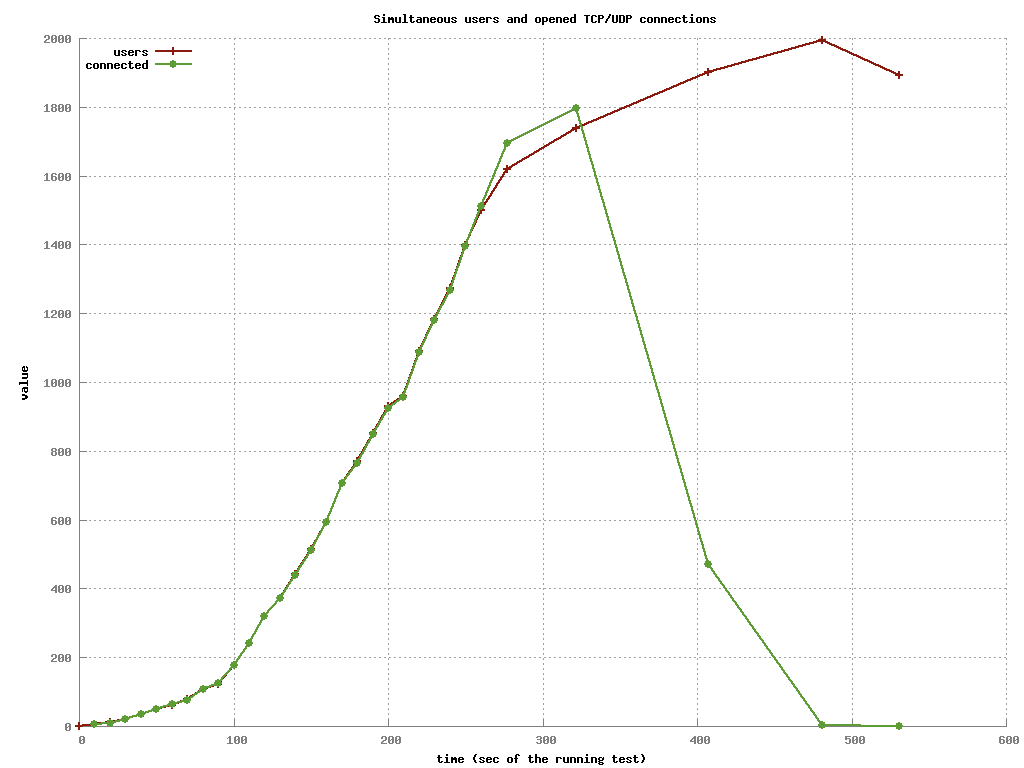 Simultaneous users and opened TCP/UDP connections
users
connected
2000
1800
1600
1400
1200
1000
800
600
400
200
0
value
0 100 200 300 400 500 600
time (sec of the running test)